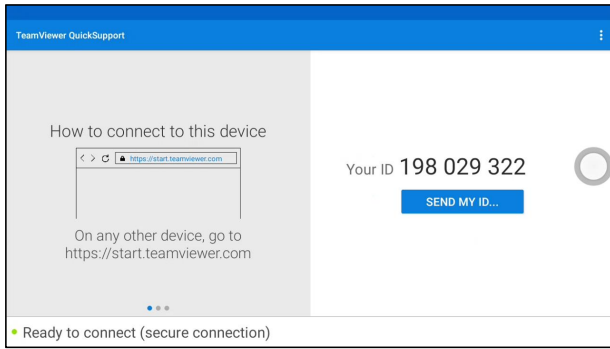 TeamViewer QuickSupport
How to connect to this device
https://start.teamviewer.com
On any other device, go to
https://start.teamviewer.com
Your ID 198 029 322
SEND MY ID...
Ready to connect (secure connection)